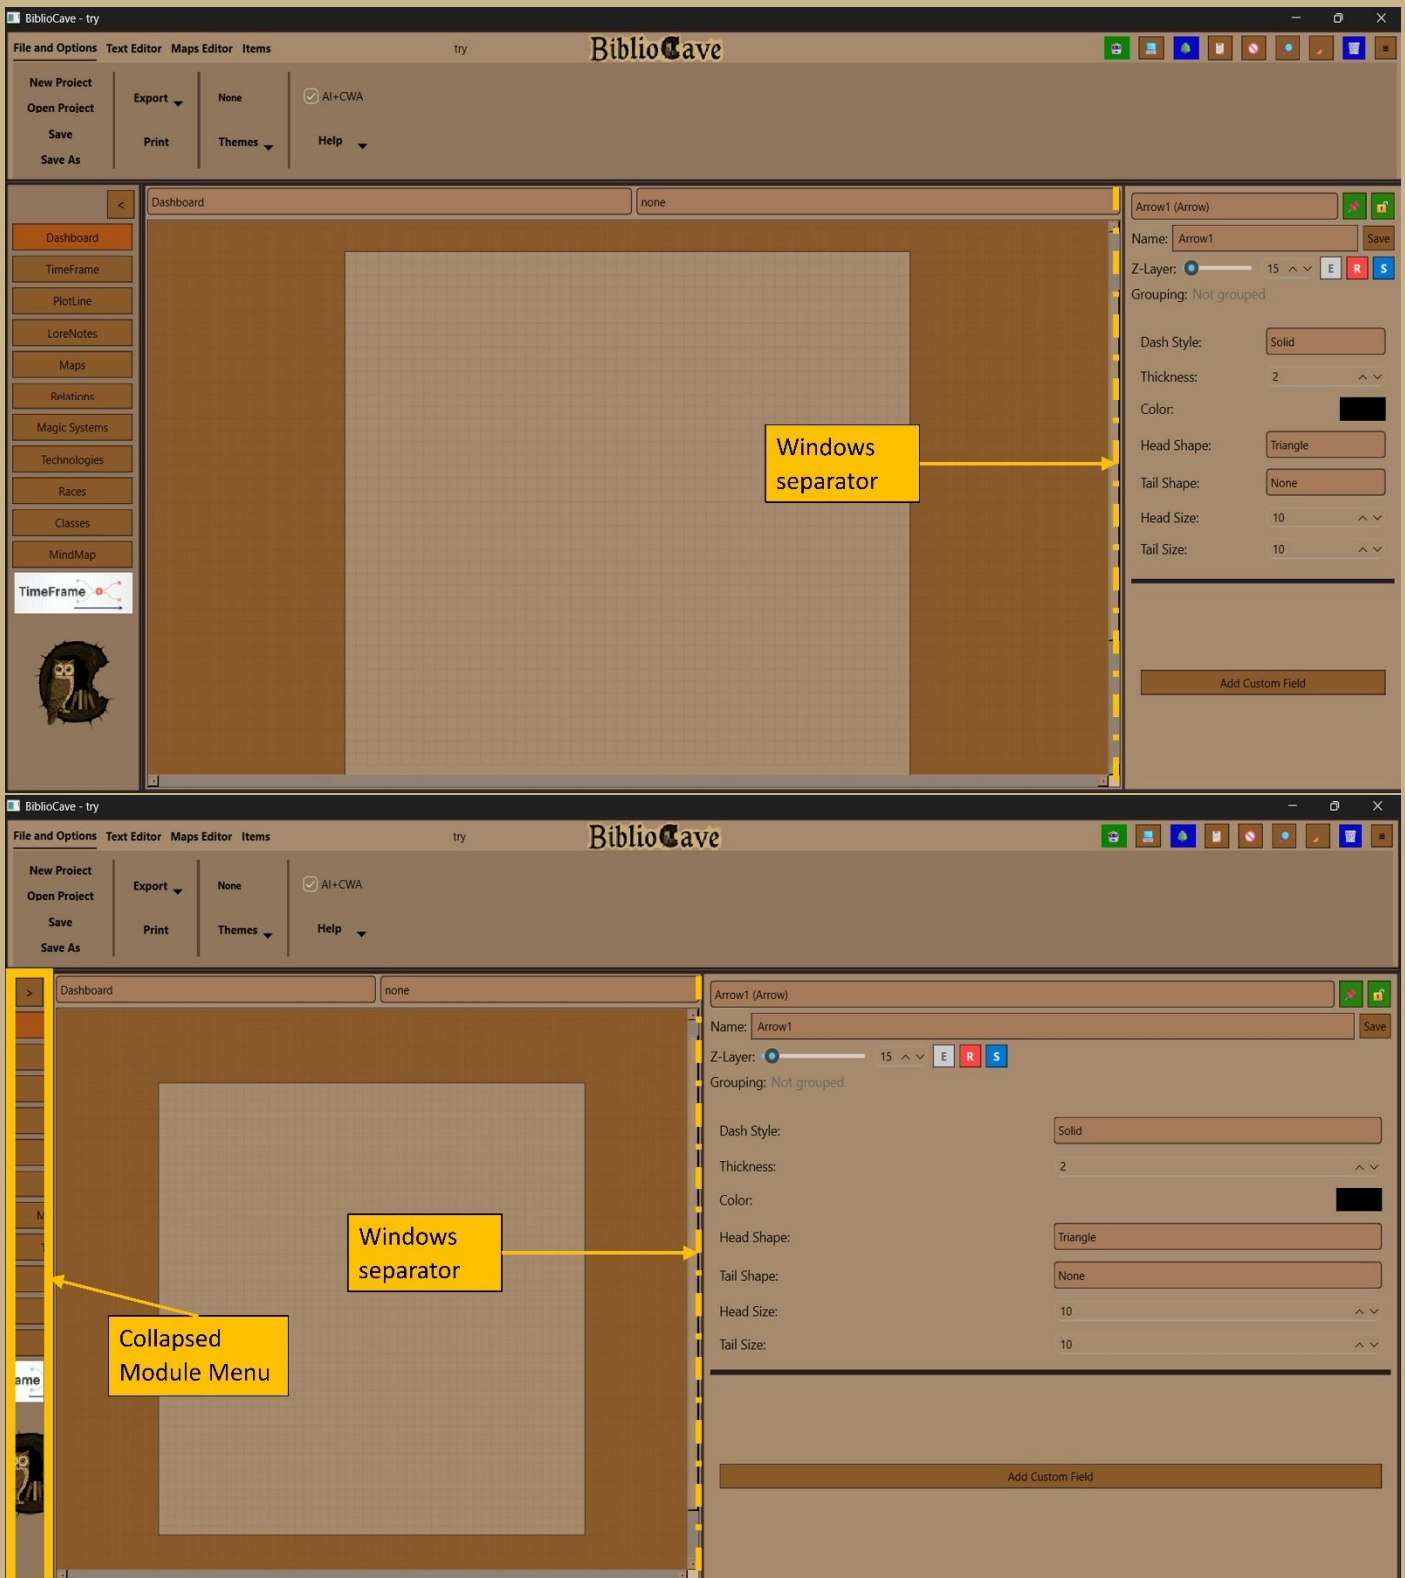 BiblioCave - try
File and Options Text Editor Maps Editor Items try BiblioCave
New Project
Open Project
Save
Save As
Export
Print
None
Themes
AI+CWA
Help
<
Dashboard
TimeFrame
PlotLine
LoreNotes
Maps
Relations
Magic Systems
Technologies
Races
Classes
MindMap
TimeFrame
Dashboard none
Windows
separator
Arrow1 (Arrow)
Name: Arrow1 Save
Z-Layer: 15 E R S
Grouping: Not grouped
Dash Style: Solid
Thickness: 2
Color:
Head Shape: Triangle
Tail Shape: None
Head Size: 10
Tail Size: 10
Add Custom Field
BiblioCave - try
File and Options Text Editor Maps Editor Items try BiblioCave
New Project
Open Project
Save
Save As
Export
Print
None
Themes
AI+CWA
Help
>
M
T
ame
Dashboard none
Windows
separator
Collapsed
Module Menu
Arrow1 (Arrow)
Name: Arrow1 Save
Z-Layer: 15 E R S
Grouping: Not grouped
Dash Style: Solid
Thickness: 2
Color:
Head Shape: Triangle
Tail Shape: None
Head Size: 10
Tail Size: 10
Add Custom Field